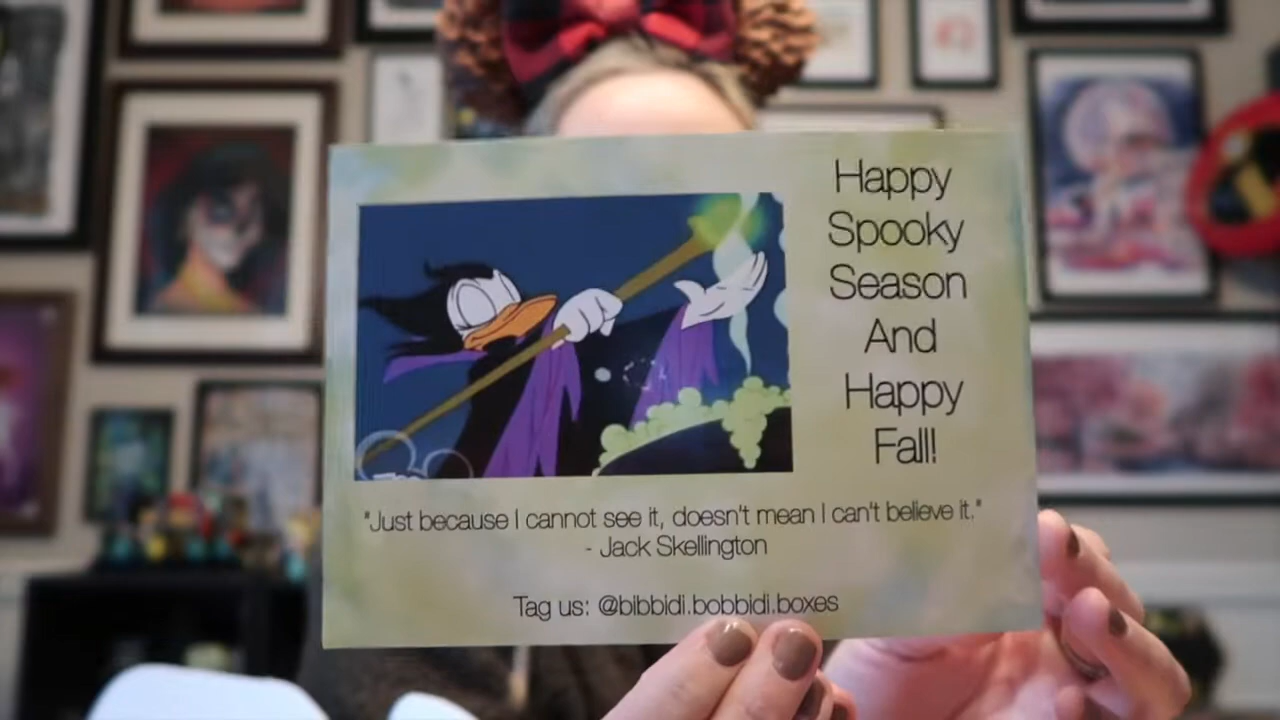 Happy
Spooky
Season
And
Happy
Fall!
"Just because I cannot see it, doesn't mean I can't believe it."
- Jack Skellington
Tag us: @bibbidi.bobbidi.boxes